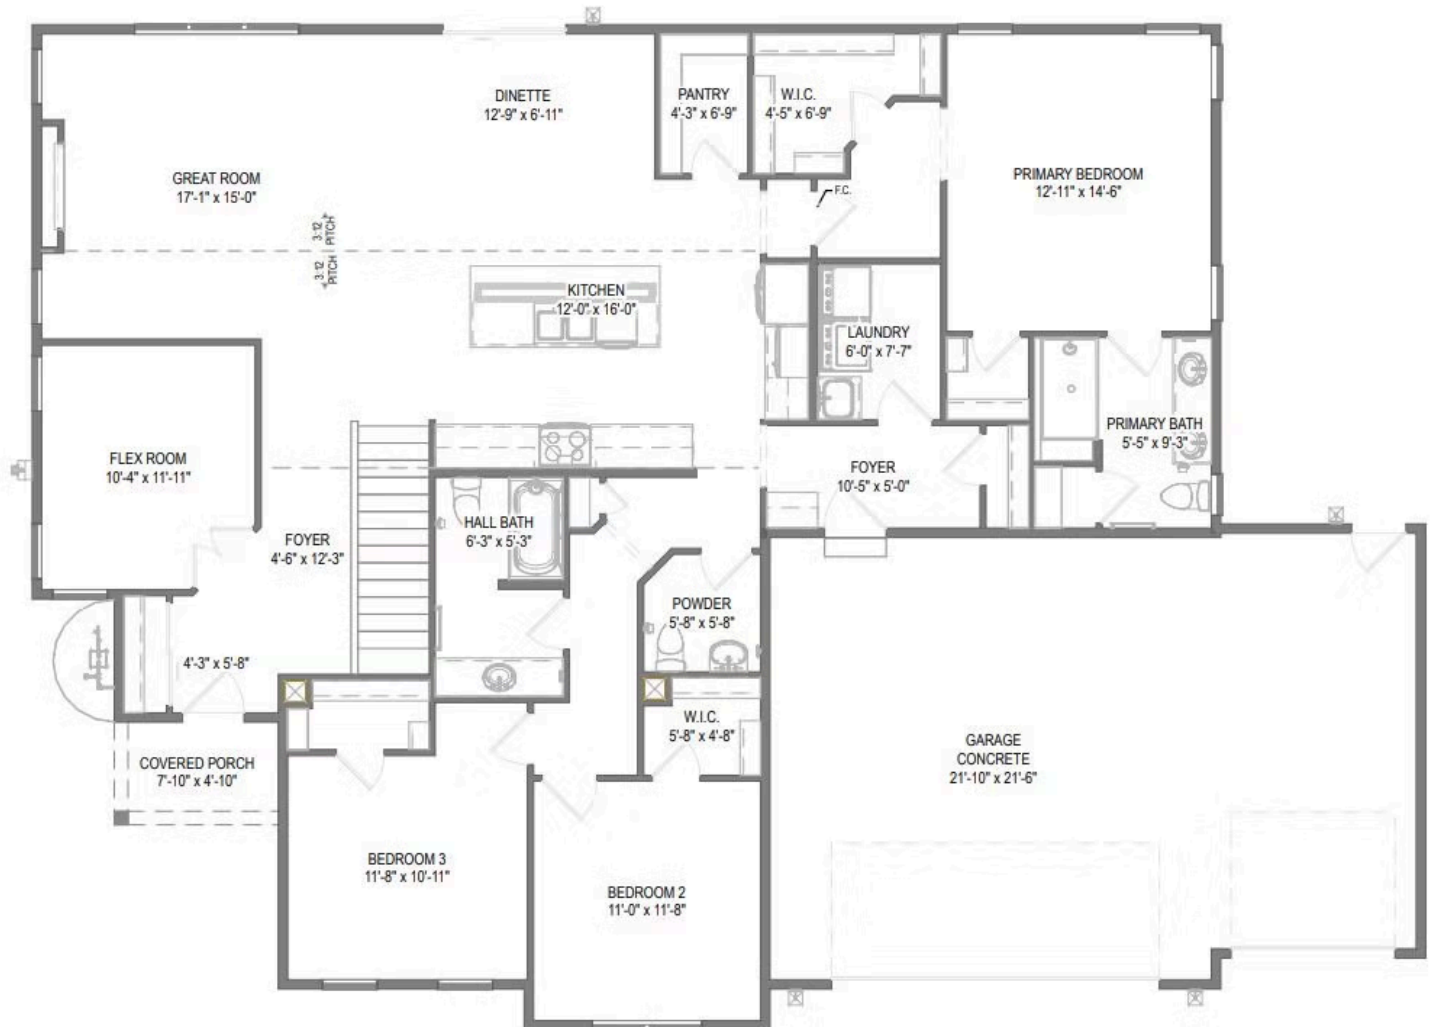 DINETTE
12'-9" x 6'-11"
PANTRY
4'-3" x 6'-9"
W.I.C.
4'-5" x 6'-9"
GREAT ROOM
17'-1" x 15'-0"
PRIMARY BEDROOM
12'-11" x 14'-6"
F.C.
3:12
PITCH
3:12
PITCH
KITCHEN
12'-0" x 16'-0"
LAUNDRY
6'-0" x 7'-7"
PRIMARY BATH
5'-5" x 9'-3"
FLEX ROOM
10'-4" x 11'-11"
FOYER
10'-5" x 5'-0"
HALL BATH
6'-3" x 5'-3"
FOYER
4'-6" x 12'-3"
POWDER
5'-8" x 5'-8"
4'-3" x 5'-8"
W.I.C.
5'-8" x 4'-8"
COVERED PORCH
7'-10" x 4'-10"
GARAGE
CONCRETE
21'-10" x 21'-6"
BEDROOM 3
11'-8" x 10'-11"
BEDROOM 2
11'-0" x 11'-8"